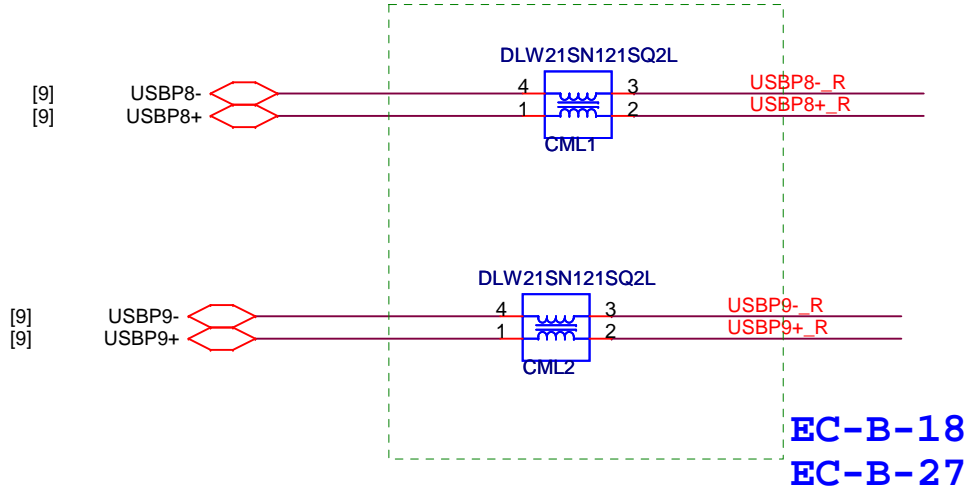 DLW21SN121SQ2L
[9] USBP8- 4 3 USBP8-_R
[9] USBP8+ 1 2 USBP8+_R
CML1
DLW21SN121SQ2L
[9] USBP9- 4 3 USBP9-_R
[9] USBP9+ 1 2 USBP9+_R
CML2
EC-B-18
EC-B-27